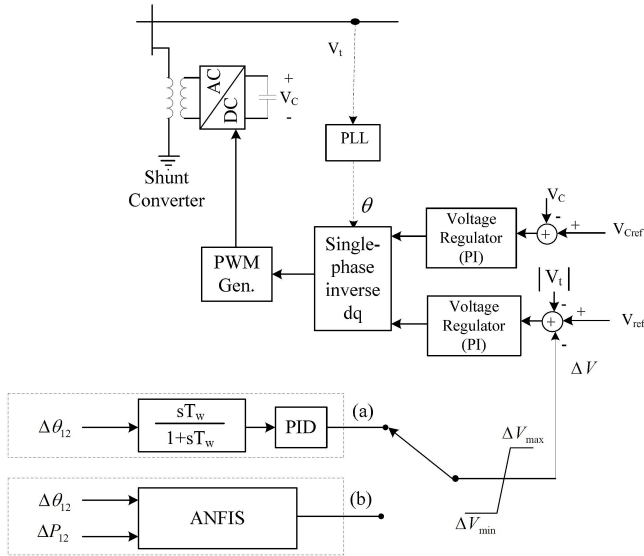 V_t
AC
DC
+
V_C
-
PLL
Shunt
Converter
θ
V_C
-
+
+
V_Cref
Voltage
Regulator
(PI)
Single-
phase
inverse
dq
PWM
Gen.
|V_t|
-
+
+
V_ref
-
Voltage
Regulator
(PI)
ΔV
Δθ_12
sT_w
1+sT_w
PID
(a)
ΔV_max
ΔV_min
Δθ_12
ΔP_12
ANFIS
(b)